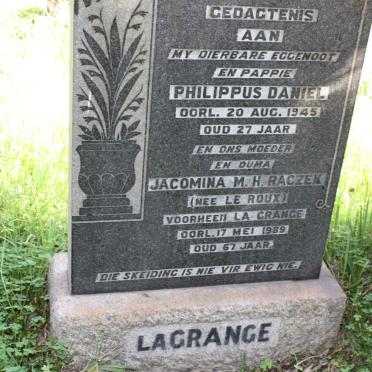 GEDAGTENIS
AAN
MY DIERBARE EGGENOOT
EN PAPPIE
PHILIPPUS DANIEL
OORL. 20 AUG. 1945
OUD 27 JAAR
EN ONS MOEDER
EN OUMA
JACOMINA M. H. RACZEK
(NEE LE ROUX)
VOORHEEN LA GRANGE
OORL. 17 MEI 1989
OUD 67 JAAR.
DIE SKEIDING IS NIE VIR EWIG NIE.
LAGRANGE